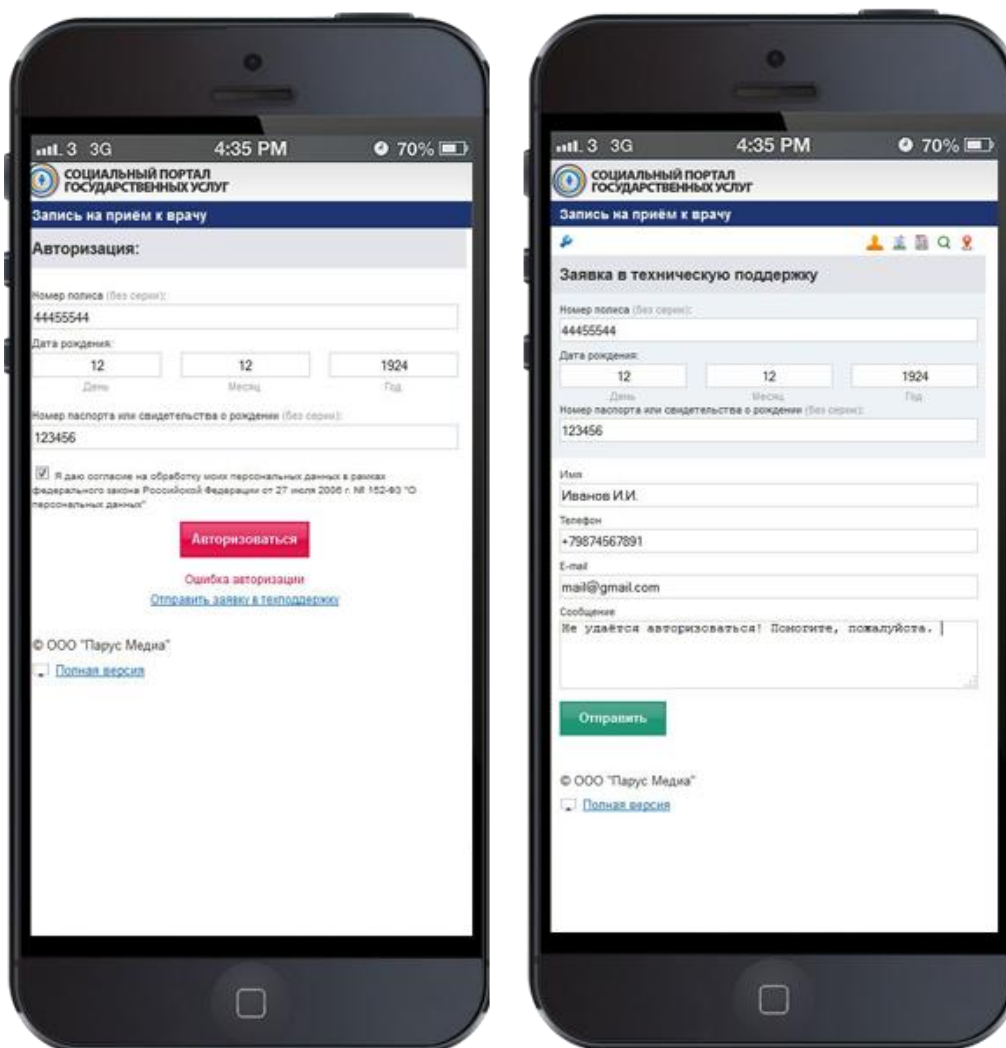 3 3G 4:35 PM 70%
СОЦИАЛЬНЫЙ ПОРТАЛ
ГОСУДАРСТВЕННЫХ УСЛУГ
Запись на приём к врачу
Авторизация:
Номер полиса (без серии):
44455544
Дата рождения:
12 12 1924
День Месяц Год
Номер паспорта или свидетельства о рождении (без серии):
123456
Я даю согласие на обработку моих персональных данных в рамках
федерального закона Российской Федерации от 27 июля 2006 г. № 152-ФЗ "О
персональных данных"
Авторизоваться
Ошибка авторизации
Отправить заявку в техподдержку
© ООО "Парус Медиа"
Полная версия
3 3G 4:35 PM 70%
СОЦИАЛЬНЫЙ ПОРТАЛ
ГОСУДАРСТВЕННЫХ УСЛУГ
Запись на приём к врачу
Заявка в техническую поддержку
Номер полиса (без серии):
44455544
Дата рождения:
12 12 1924
День Месяц Год
Номер паспорта или свидетельства о рождении (без серии):
123456
Имя
Иванов И.И.
Телефон
+79874567891
E-mail
mail@gmail.com
Сообщение
Не удаётся авторизоваться! Помогите, пожалуйста.
Отправить
© ООО "Парус Медиа"
Полная версия